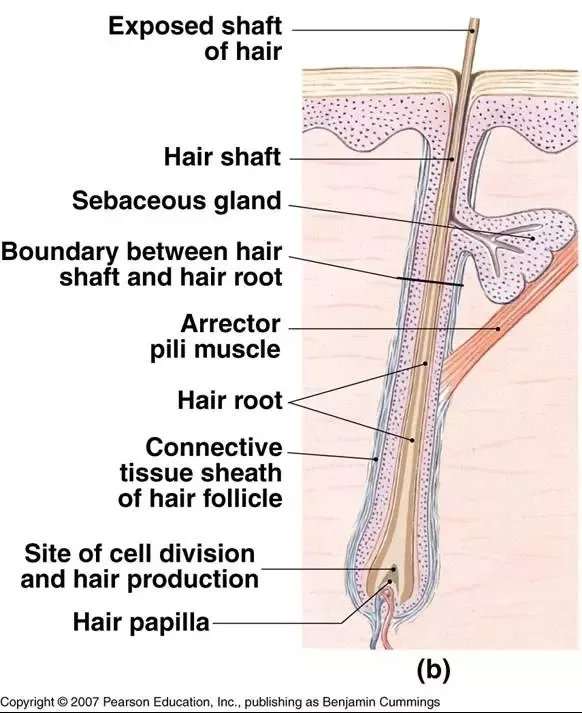 Exposed shaft
of hair
Hair shaft
Sebaceous gland
Boundary between hair
shaft and hair root
Arrector
pili muscle
Hair root
Connective
tissue sheath
of hair follicle
Site of cell division
and hair production
Hair papilla
(b)
Copyright © 2007 Pearson Education, Inc., publishing as Benjamin Cummings